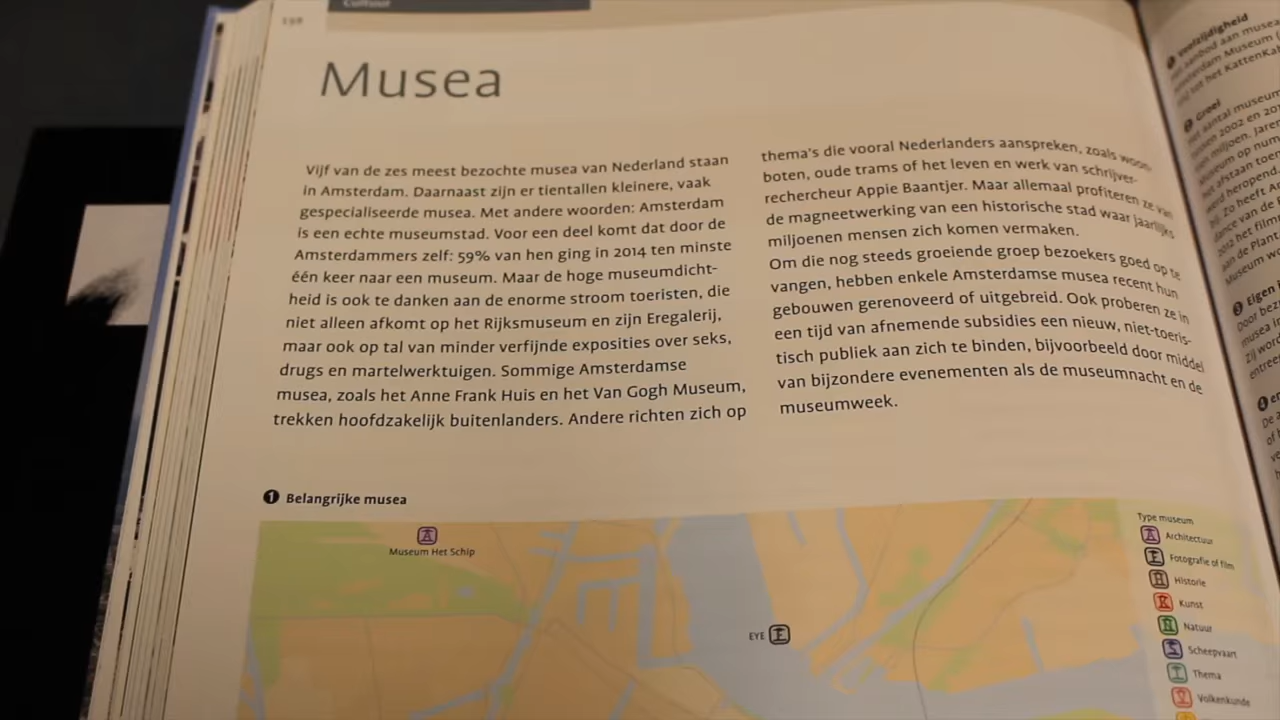 138
Cultuur
Musea
Vijf van de zes meest bezochte musea van Nederland staan
in Amsterdam. Daarnaast zijn er tientallen kleinere, vaak
gespecialiseerde musea. Met andere woorden: Amsterdam
is een echte museumstad. Voor een deel komt dat door de
Amsterdammers zelf: 59% van hen ging in 2014 ten minste
één keer naar een museum. Maar de hoge museumdicht-
heid is ook te danken aan de enorme stroom toeristen, die
niet alleen afkomt op het Rijksmuseum en zijn Eregalerij,
maar ook op tal van minder verfijnde exposities over seks,
drugs en martelwerktuigen. Sommige Amsterdamse
musea, zoals het Anne Frank Huis en het Van Gogh Museum,
trekken hoofdzakelijk buitenlanders. Andere richten zich op
thema's die vooral Nederlanders aanspreken, zoals woon-
boten, oude trams of het leven en werk van schrijver-
rechercheur Appie Baantjer. Maar allemaal profiteren ze van
de magneetwerking van een historische stad waar jaarlijks
miljoenen mensen zich komen vermaken.
Om die nog steeds groeiende groep bezoekers goed op te
vangen, hebben enkele Amsterdamse musea recent hun
gebouwen gerenoveerd of uitgebreid. Ook proberen ze in
een tijd van afnemende subsidies een nieuw, niet-toeris-
tisch publiek aan zich te binden, bijvoorbeeld door middel
van bijzondere evenementen als de museumnacht en de
museumweek.
1 Belangrijke musea
Museum Het Schip
EYE
Type museum
Architectuur
Fotografie of film
Historie
Kunst
Natuur
Scheepvaart
Thema
Volkenkunde
1 Veelzijdigheid
2 Groei
3 Eigen
4